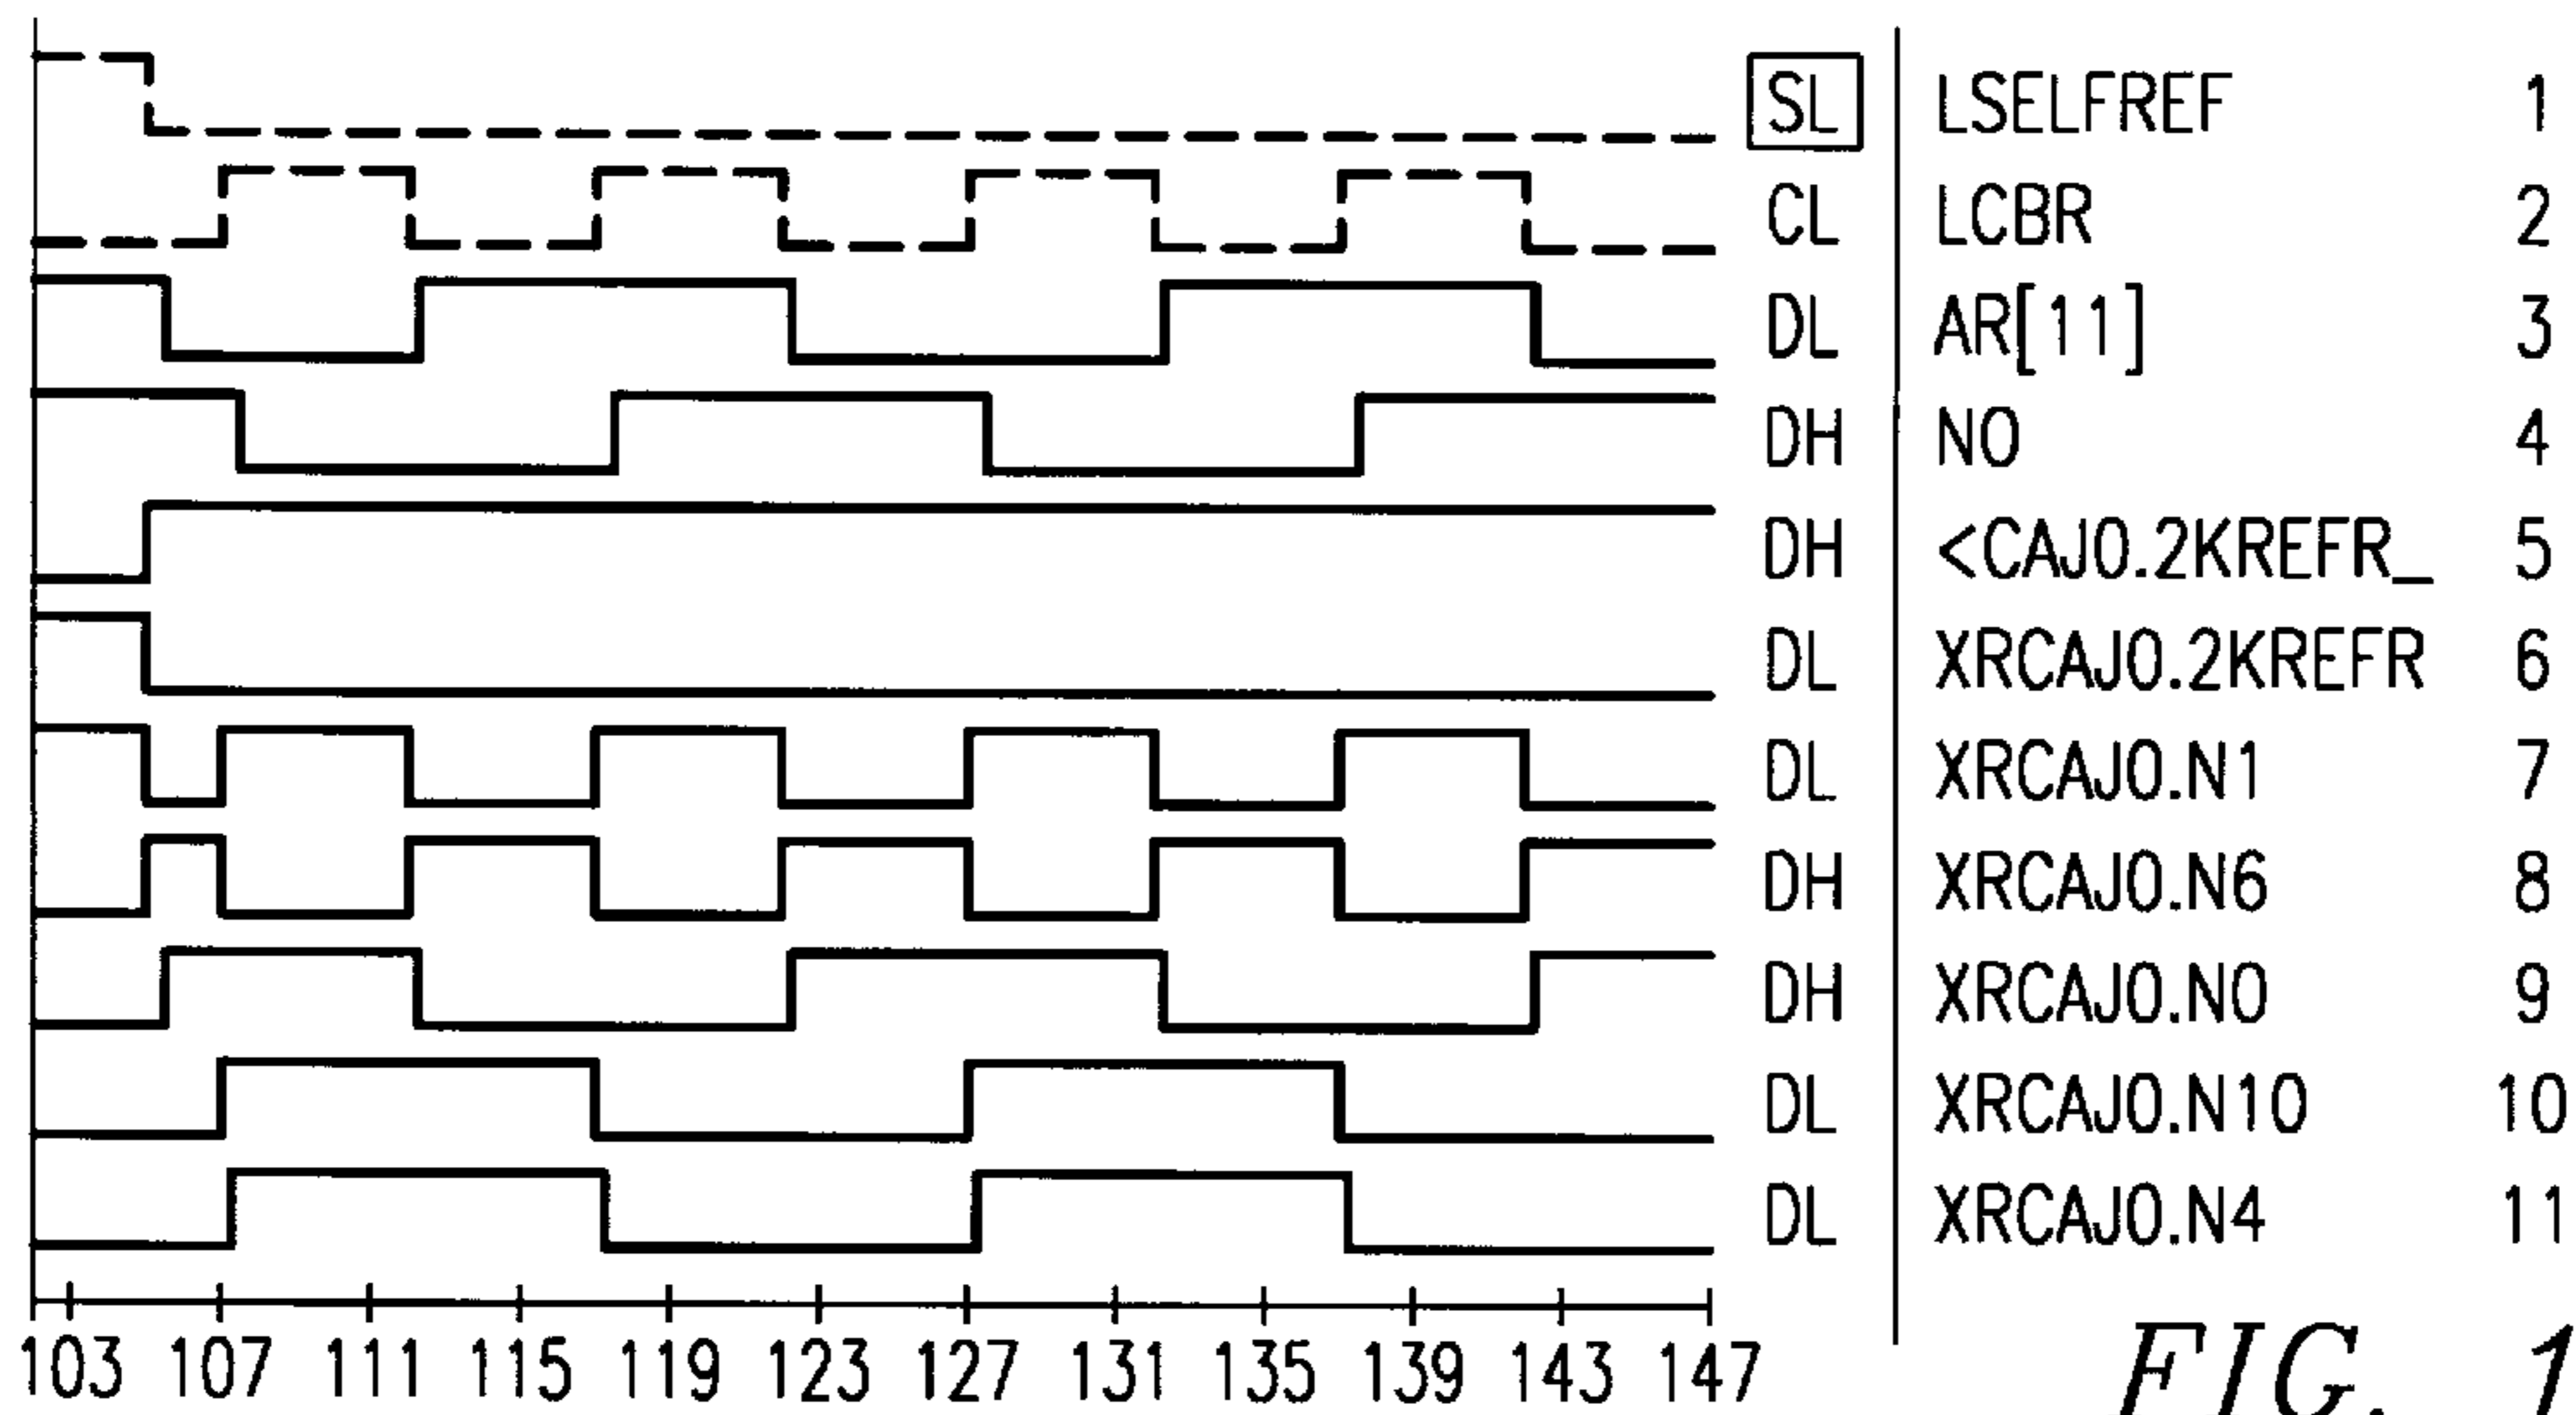 SL LSELFREF 1
CL LCBR 2
DL AR[11] 3
DH N0 4
DH <CAJ0.2KREFR_ 5
DL XRCAJ0.2KREFR 6
DL XRCAJ0.N1 7
DH XRCAJ0.N6 8
DH XRCAJ0.N0 9
DL XRCAJ0.N10 10
DL XRCAJ0.N4 11
103 107 111 115 119 123 127 131 135 139 143 147
FIG. 1